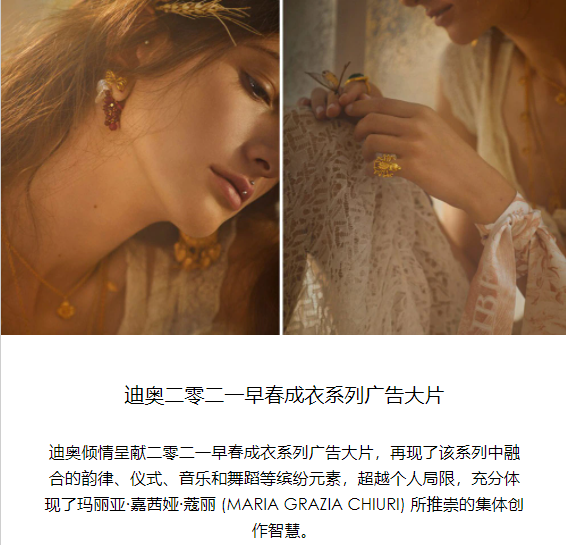 迪奥二零二一早春成衣系列广告大片
迪奥倾情呈献二零二一早春成衣系列广告大片，再现了该系列中融
合的韵律、仪式、音乐和舞蹈等缤纷元素，超越个人局限，充分体
现了玛丽亚·嘉茜娅·蔻丽 (MARIA GRAZIA CHIURI) 所推崇的集体创
作智慧。